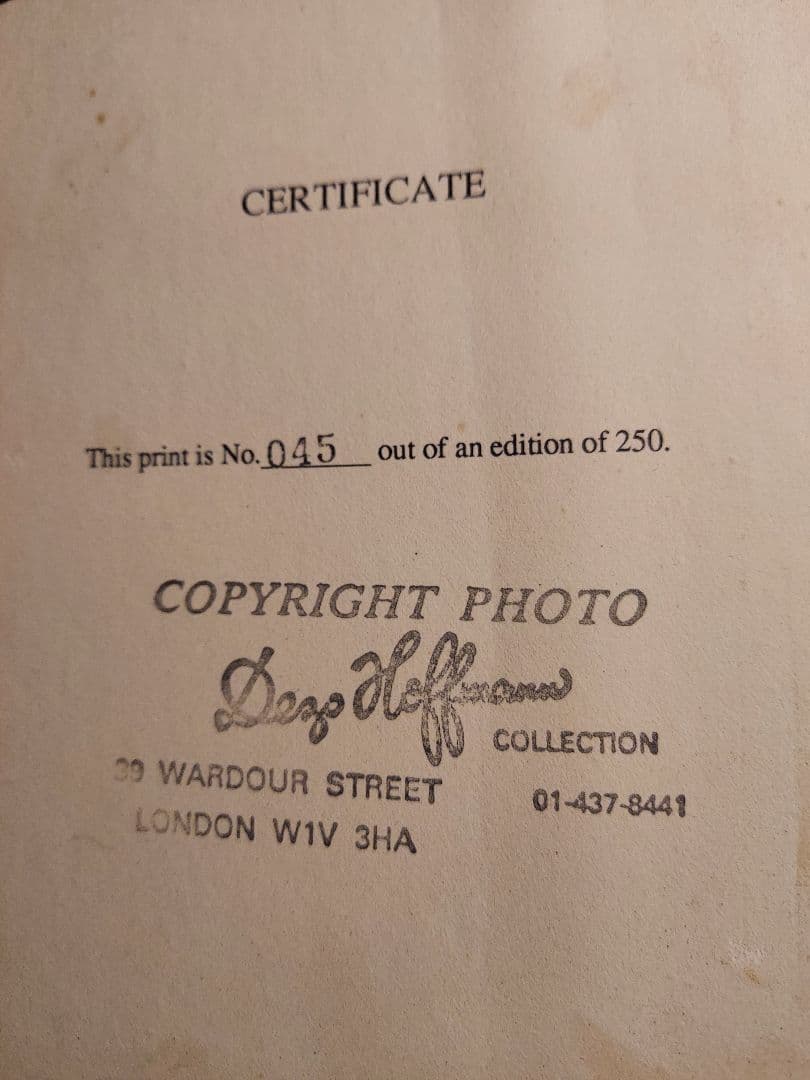 CERTIFICATE
This print is No. 045 out of an edition of 250.
COPYRIGHT PHOTO
Dezo Hoffmann
COLLECTION
39 WARDOUR STREET
01-437-8441
LONDON W1V 3HA